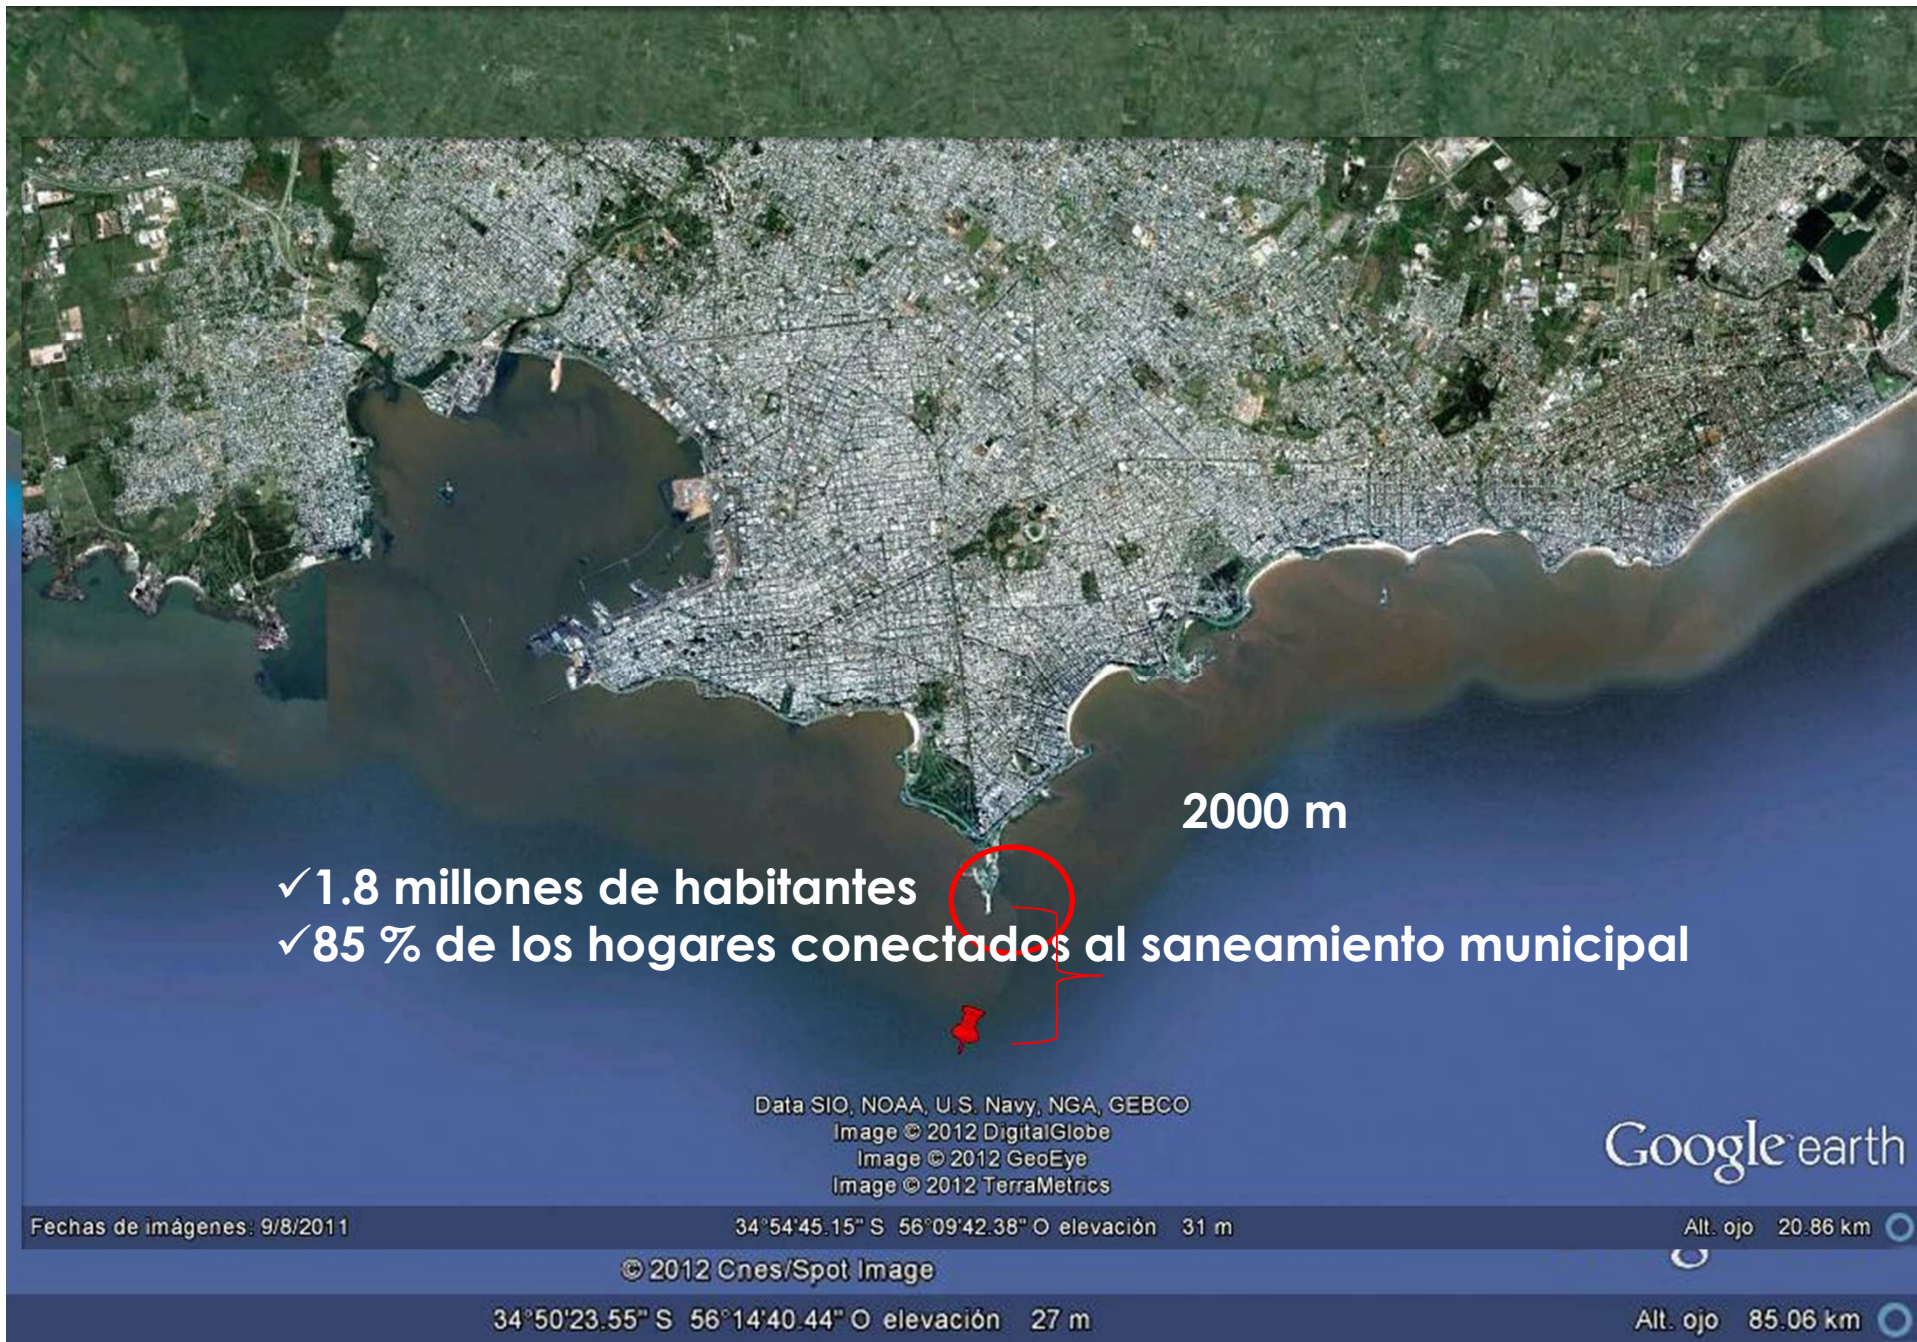 2000 m
✓1.8 millones de habitantes
✓85 % de los hogares conectados al saneamiento municipal
Data SIO, NOAA, U.S. Navy, NGA, GEBCO
Image © 2012 DigitalGlobe
Image © 2012 GeoEye
Image © 2012 TerraMetrics
Google earth
Fechas de imágenes: 9/8/2011 34°54'45.15" S 56°09'42.38" O elevación 31 m Alt. ojo 20.86 km
© 2012 Cnes/Spot Image
34°50'23.55" S 56°14'40.44" O elevación 27 m Alt. ojo 85.06 km